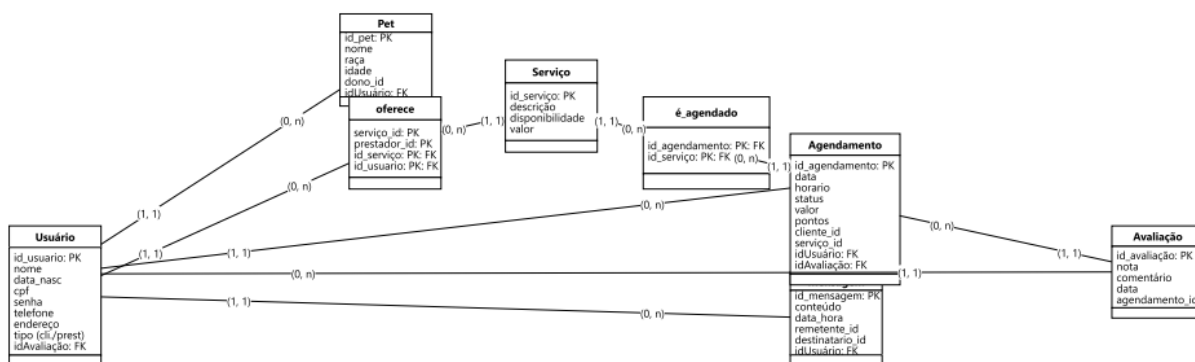 Pet
id_pet: PK
nome
raça
idade
dono_id
idUsuário: FK
(0, n)
oferece
serviço_id: PK
prestador_id: PK
id_serviço: PK: FK
id_usuario: PK: FK
(0, n)
(1, 1)
(0, n)
Serviço
id_serviço: PK
descrição
disponibilidade
valor
(1, 1)
(0, n)
é_agendado
id_agendamento: PK: FK
id_serviço: PK: FK
(0, n)
(1, 1)
Agendamento
id_agendamento: PK
data
horario
status
valor
pontos
cliente_id
serviço_id
idUsuário: FK
idAvaliação: FK
(0, n)
(1, 1)
Avaliação
id_avaliação: PK
nota
comentário
data
agendamento_id
Usuário
id_usuario: PK
nome
data_nasc
cpf
senha
telefone
endereço
tipo (cli./prest)
idAvaliação: FK
(1, 1)
(1, 1)
(1, 1)
(0, n)
(0, n)
(1, 1)
(1, 1)
(0, n)
id_mensagem: PK
conteúdo
data_hora
remetente_id
destinatario_id
idUsuário: FK